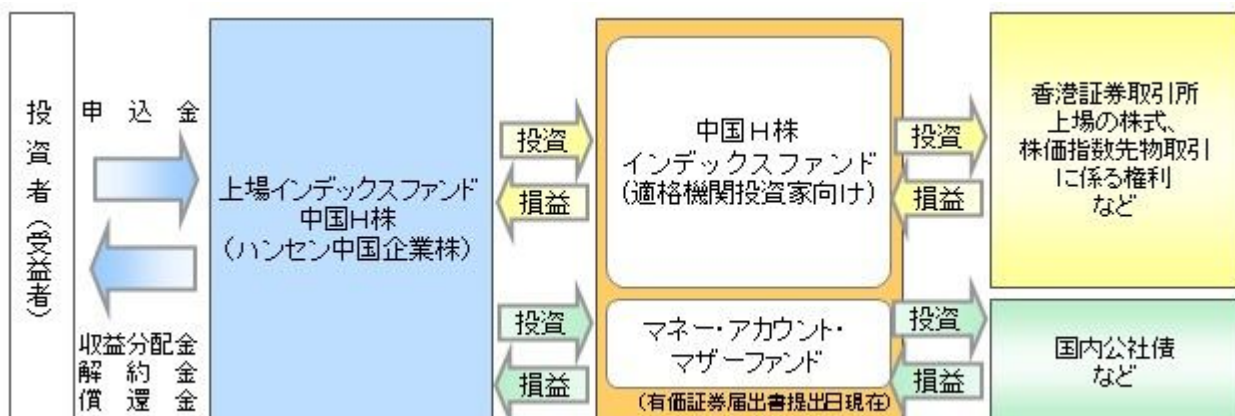 投資者(受益者)
申込金
収益分配金
解約金
償還金
上場インデックスファンド
中国H株
(ハンセン中国企業株)
投資
損益
投資
損益
中国H株
インデックスファンド
(適格機関投資家向け)
マネー・アカウント・
マザーファンド
(有価証券届出書提出日現在)
投資
損益
投資
損益
香港証券取引所
上場の株式、
株価指数先物取引
に係る権利
など
国内公社債
など